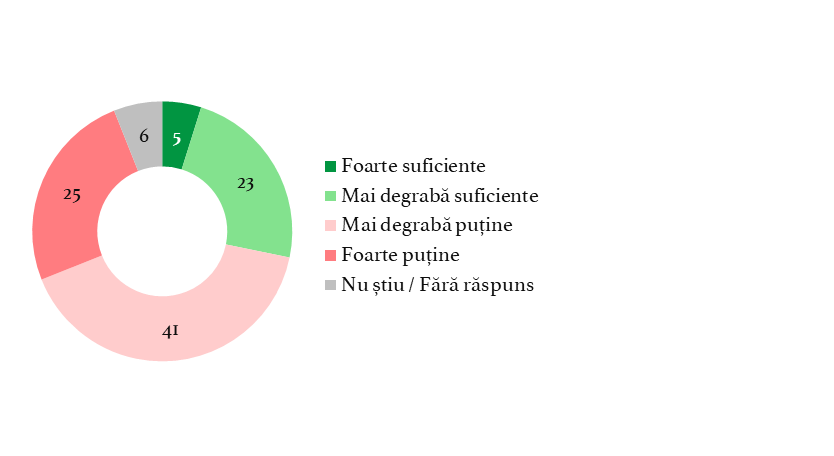 6
5
23
25
41
Foarte suficiente
Mai degrabă suficiente
Mai degrabă puține
Foarte puține
Nu știu / Fără răspuns